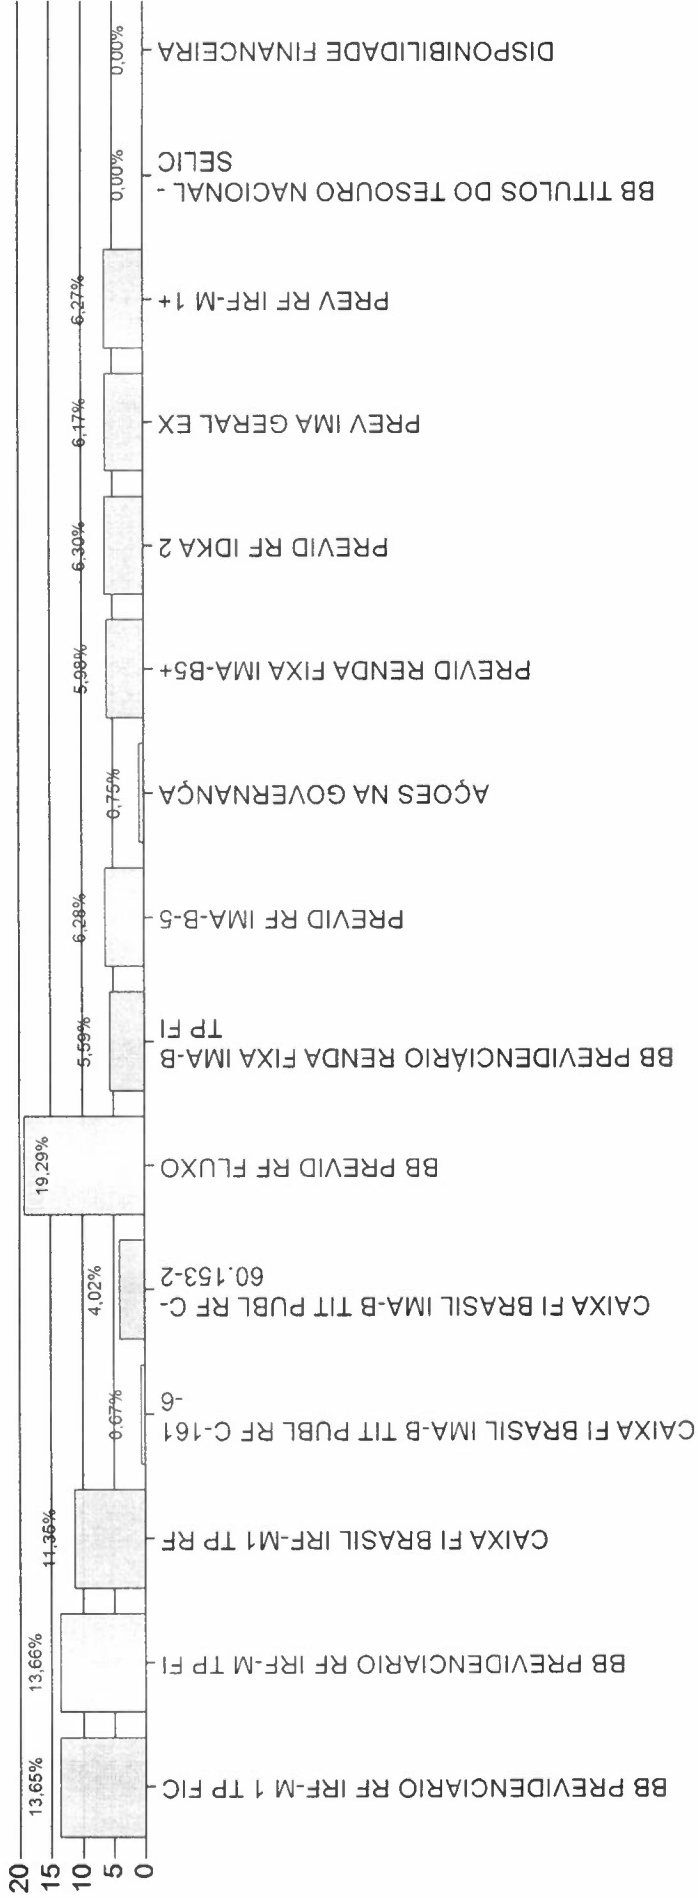 20
15
10
5
0
13,65%
13,66%
11,35%
0,67%
4,02%
19,29%
5,59%
6,28%
0,75%
5,98%
6,30%
6,17%
6,27%
0,00%
0,00%
BB PREVIDENCIARIO RF IRF-M 1 TP FIC
BB PREVIDENCIARIO RF IRF-M TP FI
CAIXA FI BRASIL IRF-M1 TP RF
CAIXA FI BRASIL IMA-B TIT PUBL RF C-161
-6
CAIXA FI BRASIL IMA-B TIT PUBL RF C-
60.153-2
BB PREVID RF FLUXO
BB PREVIDENCIÁRIO RENDA FIXA IMA-B
TP FI
PREVID RF IMA-B-5
AÇOES NA GOVERNANÇA
PREVID RENDA FIXA IMA-B5+
PREVID RF IDKA 2
PREV IMA GERAL EX
PREV RF IRF-M 1+
BB TITULOS DO TESOURO NACIONAL -
SELIC
DISPONIBILIDADE FINANCEIRA